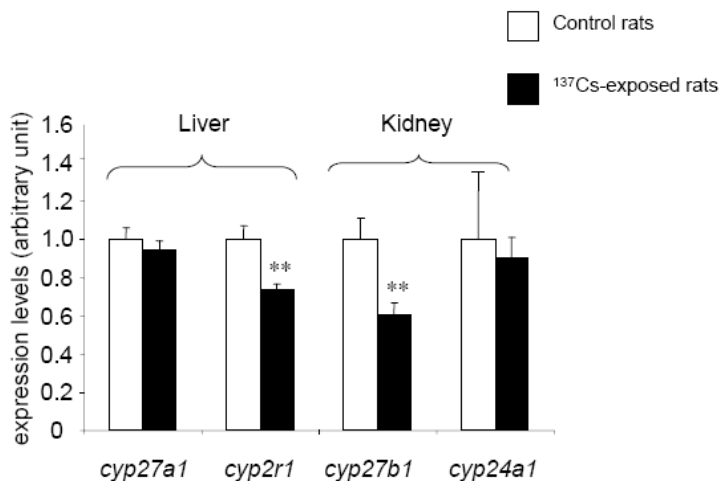 Control rats
¹³⁷Cs-exposed rats
expression levels (arbitrary unit)
1.6
1.4
1.2
1.0
0.8
0.6
0.4
0.2
0
Liver
Kidney
**
**
cyp27a1
cyp2r1
cyp27b1
cyp24a1